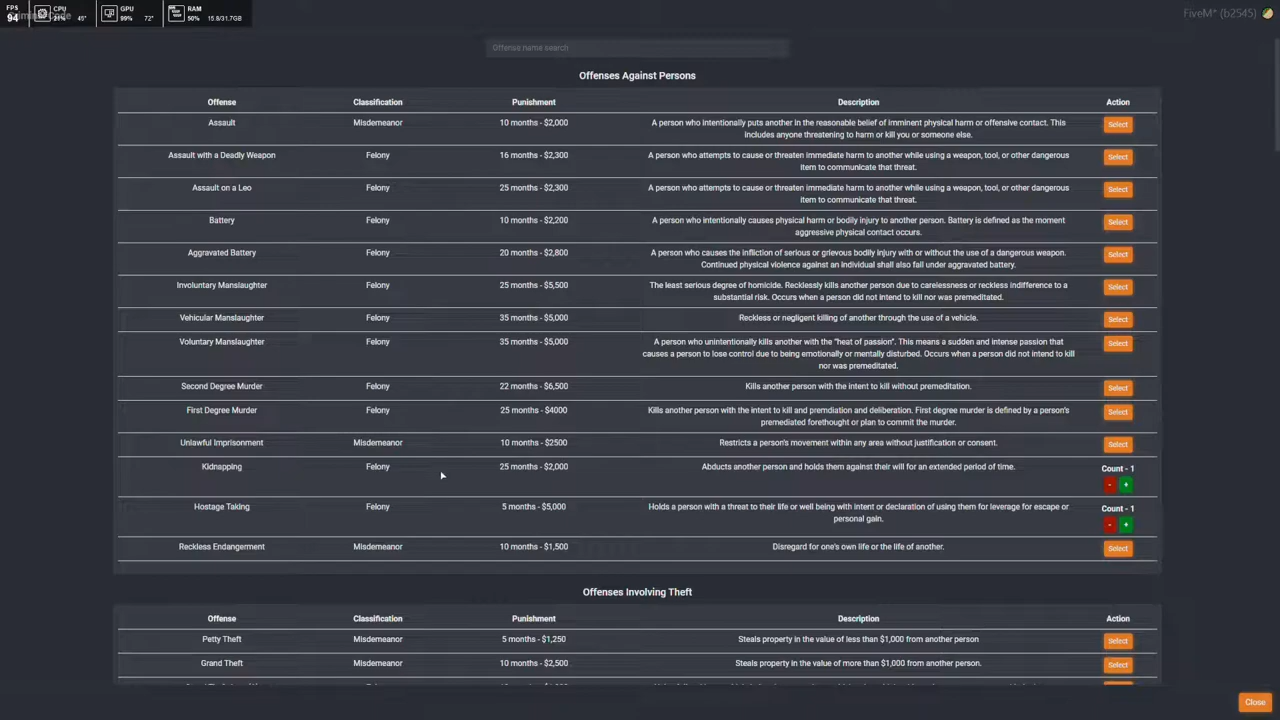 FPS
94
CPU
45°
GPU
99% 72°
RAM
50% 15.8/31.7GB
FiveM* (b2545)
Offense name search
Offenses Against Persons
Offense Classification Punishment Description Action
Assault Misdemeanor 10 months - $2,000 A person who intentionally puts another in the reasonable belief of imminent physical harm or offensive contact. This Select
includes anyone threatening to harm or kill you or someone else.
Assault with a Deadly Weapon Felony 16 months - $2,300 A person who attempts to cause or threaten immediate harm to another while using a weapon, tool, or other dangerous Select
item to communicate that threat.
Assault on a Leo Felony 25 months - $2,300 A person who attempts to cause or threaten immediate harm to another while using a weapon, tool, or other dangerous Select
item to communicate that threat.
Battery Felony 10 months - $2,200 A person who intentionally causes physical harm or bodily injury to another person. Battery is defined as the moment Select
aggressive physical contact occurs.
Aggravated Battery Felony 20 months - $2,800 A person who causes the infliction of serious or grievous bodily injury with or without the use of a dangerous weapon. Select
Continued physical violence against an individual shall also fall under aggravated battery.
Involuntary Manslaughter Felony 25 months - $5,500 The least serious degree of homicide. Recklessly kills another person due to carelessness or reckless indifference to a Select
substantial risk. Occurs when a person did not intend to kill nor was premeditated.
Vehicular Manslaughter Felony 35 months - $5,000 Reckless or negligent killing of another through the use of a vehicle. Select
Voluntary Manslaughter Felony 35 months - $5,000 A person who unintentionally kills another with the "heat of passion". This means a sudden and intense passion that Select
causes a person to lose control due to being emotionally or mentally disturbed. Occurs when a person did not intend to kill
nor was premeditated.
Second Degree Murder Felony 22 months - $6,500 Kills another person with the intent to kill without premeditation. Select
First Degree Murder Felony 25 months - $4000 Kills another person with the intent to kill and premdiation and deliberation. First degree murder is defined by a person's Select
premediated forethought or plan to commit the murder.
Unlawful Imprisonment Misdemeanor 10 months - $2500 Restricts a person's movement within any area without justification or consent. Select
Kidnapping Felony 25 months - $2,000 Abducts another person and holds them against their will for an extended period of time. Count - 1
- +
Hostage Taking Felony 5 months - $5,000 Holds a person with a threat to their life or well being with intent or declaration of using them for leverage for escape or Count - 1
personal gain. - +
Reckless Endangerment Misdemeanor 10 months - $1,500 Disregard for one's own life or the life of another. Select
Offenses Involving Theft
Offense Classification Punishment Description Action
Petty Theft Misdemeanor 5 months - $1,250 Steals property in the value of less than $1,000 from another person Select
Grand Theft Misdemeanor 10 months - $2,500 Steals property in the value of more than $1,000 from another person. Select
Close